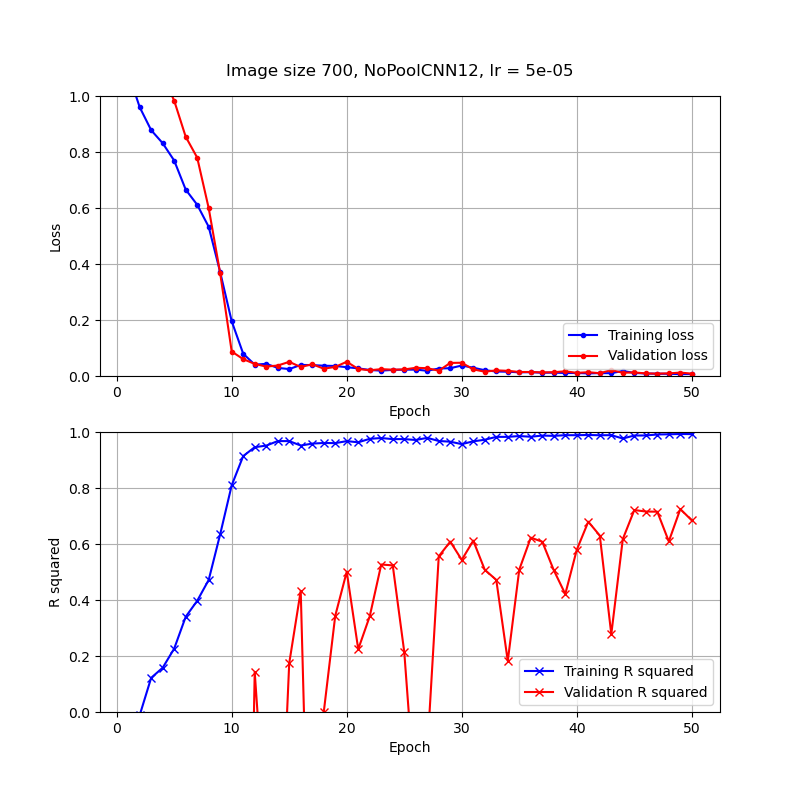 Image size 700, NoPoolCNN12, lr = 5e-05
1.0
0.8
0.6
0.4
0.2
0.0
Loss
Training loss
Validation loss
0 10 20 30 40 50
Epoch
1.0
0.8
0.6
0.4
0.2
0.0
R squared
Training R squared
Validation R squared
0 10 20 30 40 50
Epoch